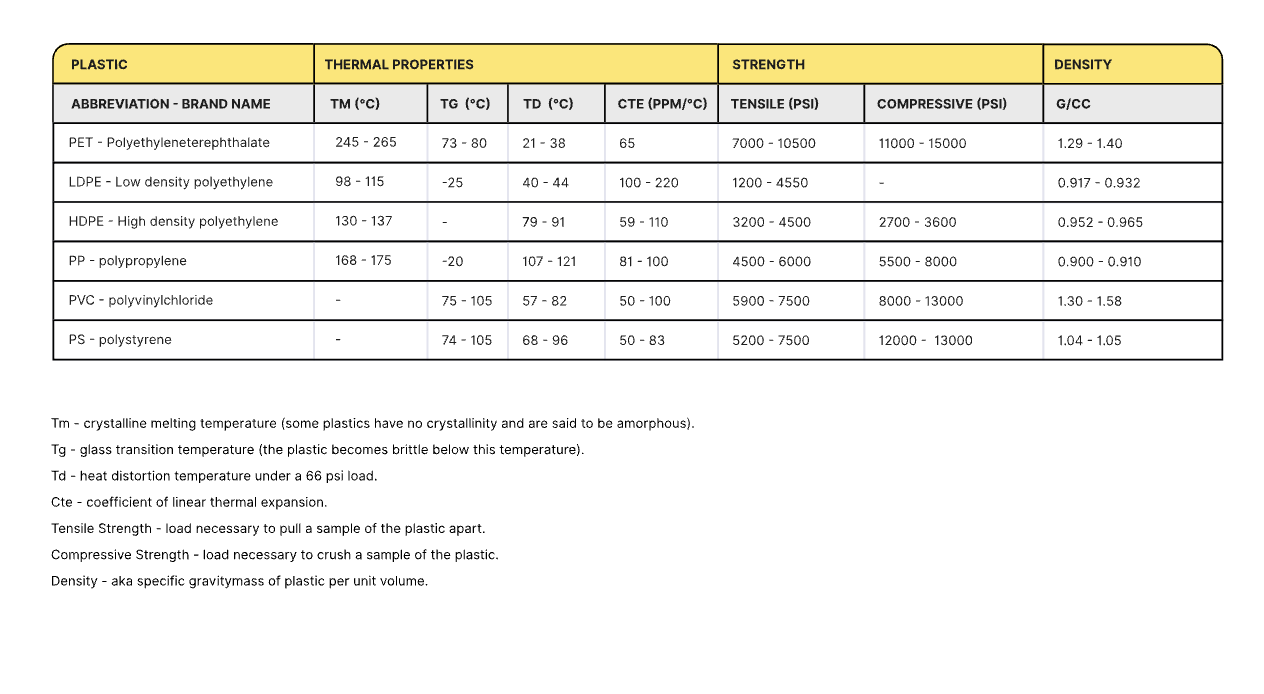 PLASTIC THERMAL PROPERTIES STRENGTH DENSITY
ABBREVIATION - BRAND NAME TM (°C) TG (°C) TD (°C) CTE (PPM/°C) TENSILE (PSI) COMPRESSIVE (PSI) G/CC
PET - Polyethyleneterephthalate 245 - 265 73 - 80 21 - 38 65 7000 - 10500 11000 - 15000 1.29 - 1.40
LDPE - Low density polyethylene 98 - 115 -25 40 - 44 100 - 220 1200 - 4550 - 0.917 - 0.932
HDPE - High density polyethylene 130 - 137 - 79 - 91 59 - 110 3200 - 4500 2700 - 3600 0.952 - 0.965
PP - polypropylene 168 - 175 -20 107 - 121 81 - 100 4500 - 6000 5500 - 8000 0.900 - 0.910
PVC - polyvinylchloride - 75 - 105 57 - 82 50 - 100 5900 - 7500 8000 - 13000 1.30 - 1.58
PS - polystyrene - 74 - 105 68 - 96 50 - 83 5200 - 7500 12000 - 13000 1.04 - 1.05
Tm - crystalline melting temperature (some plastics have no crystallinity and are said to be amorphous).
Tg - glass transition temperature (the plastic becomes brittle below this temperature).
Td - heat distortion temperature under a 66 psi load.
Cte - coefficient of linear thermal expansion.
Tensile Strength - load necessary to pull a sample of the plastic apart.
Compressive Strength - load necessary to crush a sample of the plastic.
Density - aka specific gravitymass of plastic per unit volume.